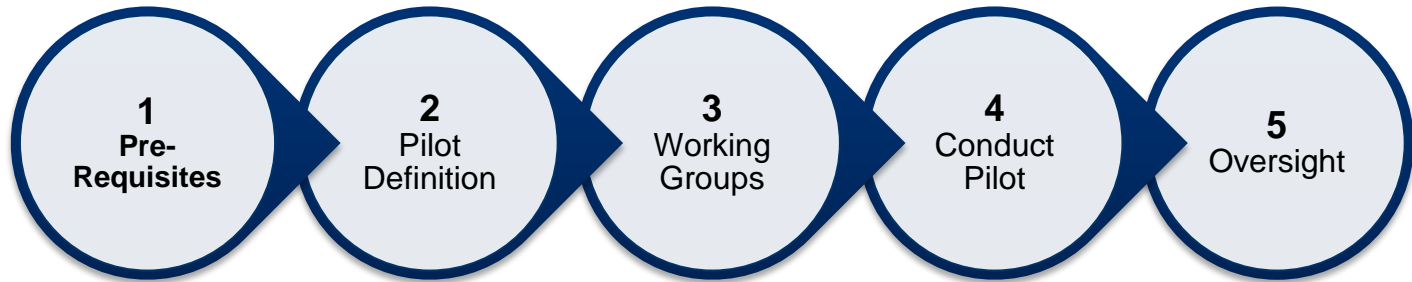 1
Pre-
Requisites
2
Pilot
Definition
3
Working
Groups
4
Conduct
Pilot
5
Oversight